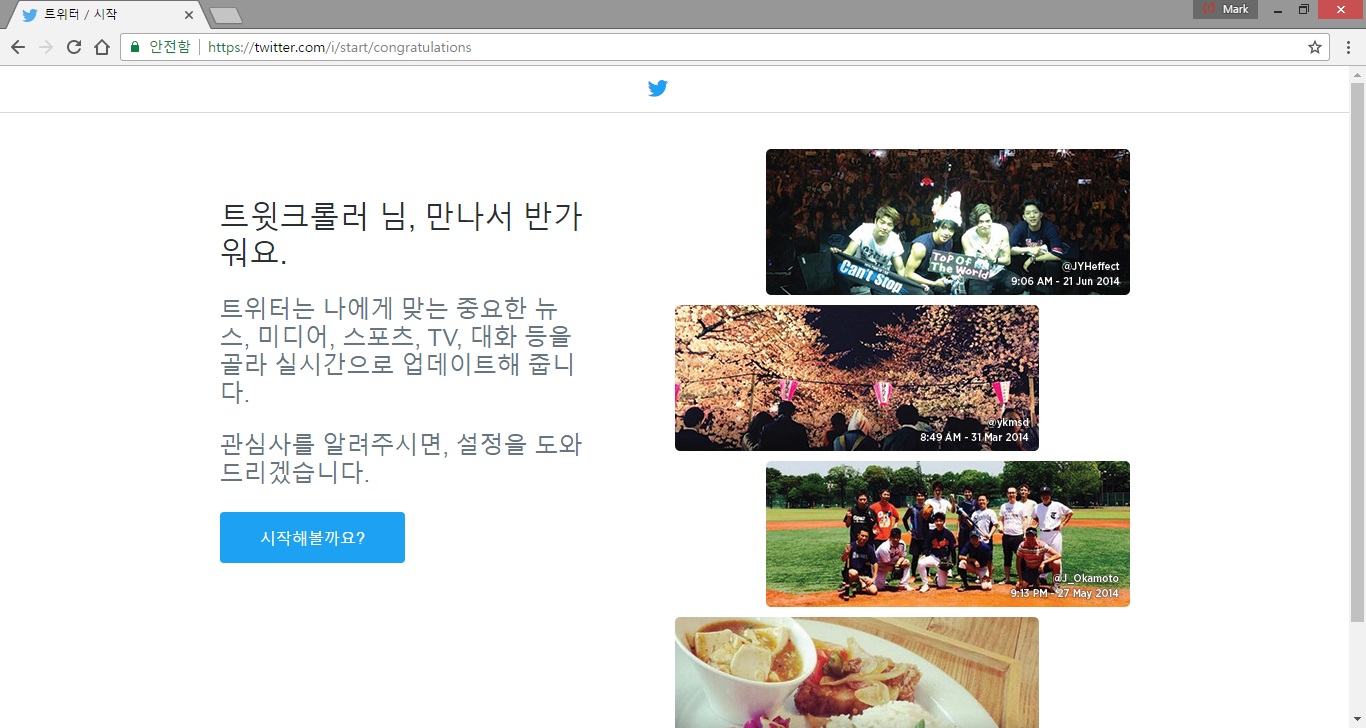 트위터 / 시작
Mark
안전함
https://twitter.com/i/start/congratulations
트윗크롤러 님, 만나서 반가
워요.
트위터는 나에게 맞는 중요한 뉴
스, 미디어, 스포츠, TV, 대화 등을
골라 실시간으로 업데이트해 줍니
다.
관심사를 알려주시면, 설정을 도와
드리겠습니다.
시작해볼까요?
Can't Stop
ToP Of
The World
@JYHeffect
9:06 AM - 21 Jun 2014
@ykmsd
8:49 AM - 31 Mar 2014
@J_Okamoto
9:13 PM - 27 May 2014